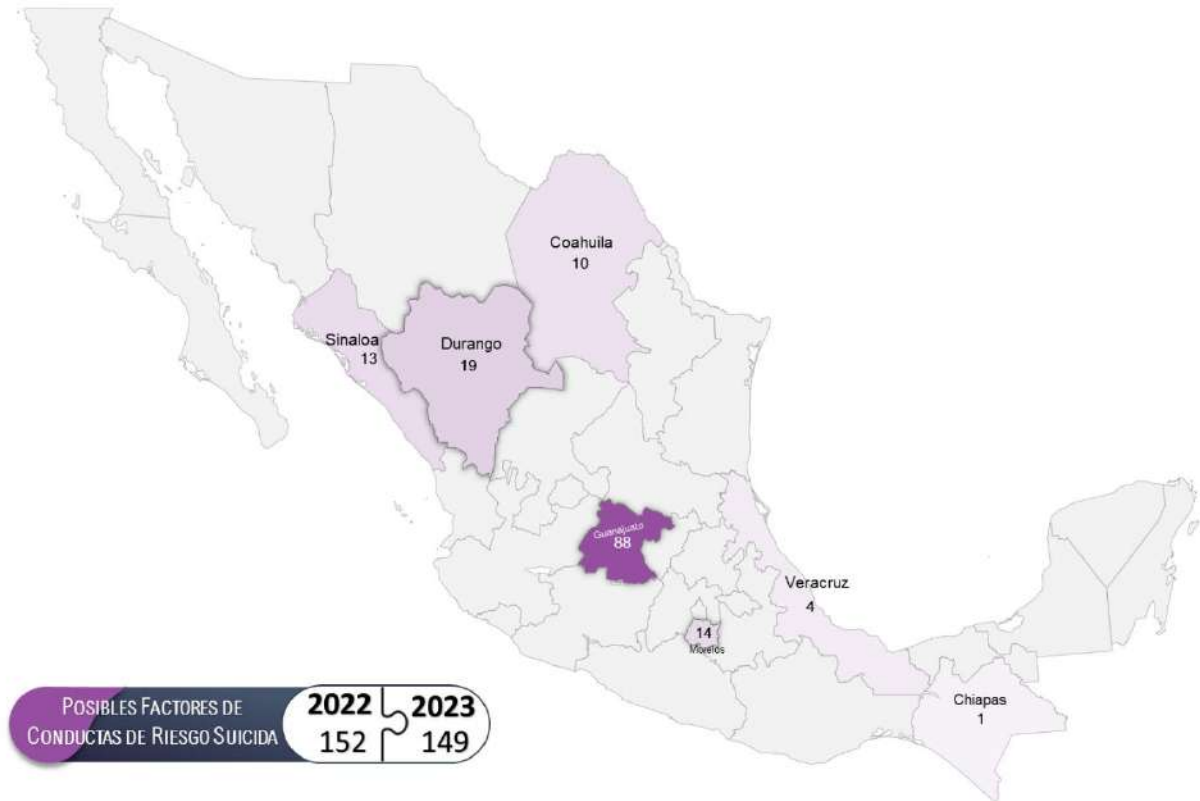 Coahuila
10
Sinaloa
13
Durango
19
Guanajuato
88
Veracruz
4
14
Morelos
Chiapas
1
POSIBLES FACTORES DE
CONDUCTAS DE RIESGO SUICIDA
2022
152
2023
149